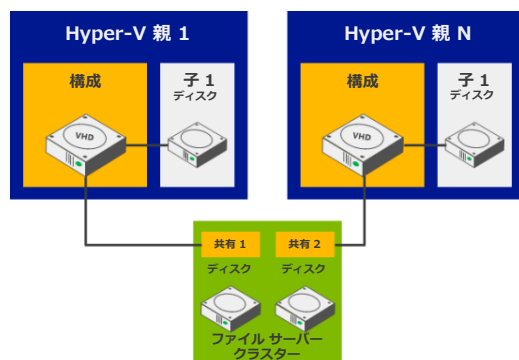 Hyper-V 親 1
構成
VHD
子 1
ディスク
Hyper-V 親 N
構成
VHD
子 1
ディスク
共有 1
共有 2
ディスク
ディスク
ファイル サーバー
クラスター